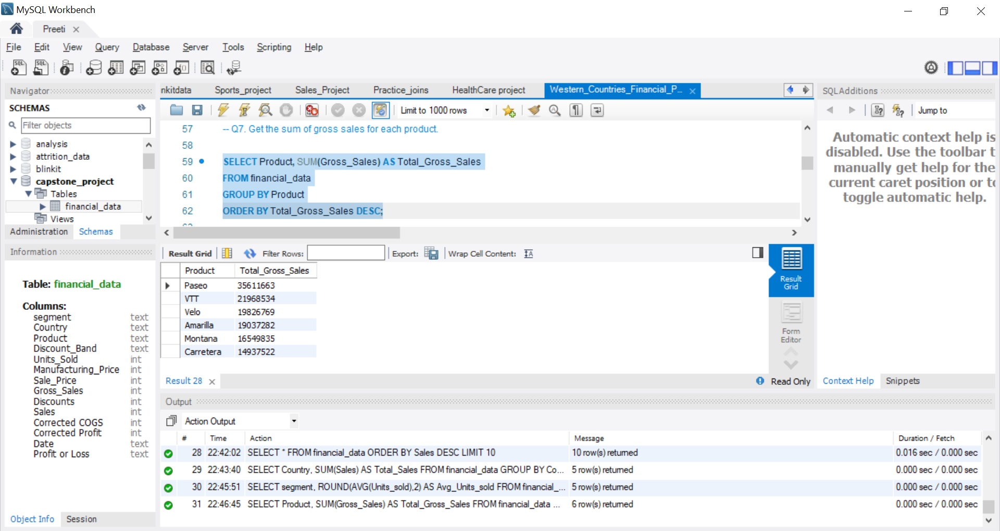 MySQL Workbench
Preeti
File Edit View Query Database Server Tools Scripting Help
Navigator
SCHEMAS
Filter objects
analysis
attrition_data
blinkit
capstone_project
Tables
financial_data
Views
Administration Schemas
Information
Table: financial_data
Columns:
segment text
Country text
Product text
Discount_Band text
Units_Sold int
Manufacturing_Price int
Sale_Price int
Gross_Sales int
Discounts int
Sales int
Corrected COGS int
Corrected Profit int
Date text
Profit or Loss text
Object Info Session
nkitdata Sports_project Sales_Project Practice_joins HealthCare project Western_Countries_Financial_P...
Limit to 1000 rows
57 -- Q7. Get the sum of gross sales for each product.
58
59 SELECT Product, SUM(Gross_Sales) AS Total_Gross_Sales
60 FROM financial_data
61 GROUP BY Product
62 ORDER BY Total_Gross_Sales DESC;
Result Grid Filter Rows: Export: Wrap Cell Content:
Product Total_Gross_Sales
Paseo 35611663
VTT 21968534
Velo 19826769
Amarilla 19037282
Montana 16549835
Carretera 14937522
Result Grid
Form Editor
Result 28 Read Only
SQLAdditions
Jump to
Automatic context help is
disabled. Use the toolbar t
manually get help for the
current caret position or to
toggle automatic help.
Context Help Snippets
Output
Action Output
# Time Action Message Duration / Fetch
28 22:42:02 SELECT * FROM financial_data ORDER BY Sales DESC LIMIT 10 10 row(s) returned 0.016 sec / 0.000 sec
29 22:43:40 SELECT Country, SUM(Sales) AS Total_Sales FROM financial_data GROUP BY Co... 5 row(s) returned 0.000 sec / 0.000 sec
30 22:45:51 SELECT segment, ROUND(AVG(Units_sold),2) AS Avg_Units_sold FROM financial_... 5 row(s) returned 0.000 sec / 0.000 sec
31 22:46:45 SELECT Product, SUM(Gross_Sales) AS Total_Gross_Sales FROM financial_data ... 6 row(s) returned 0.000 sec / 0.000 sec